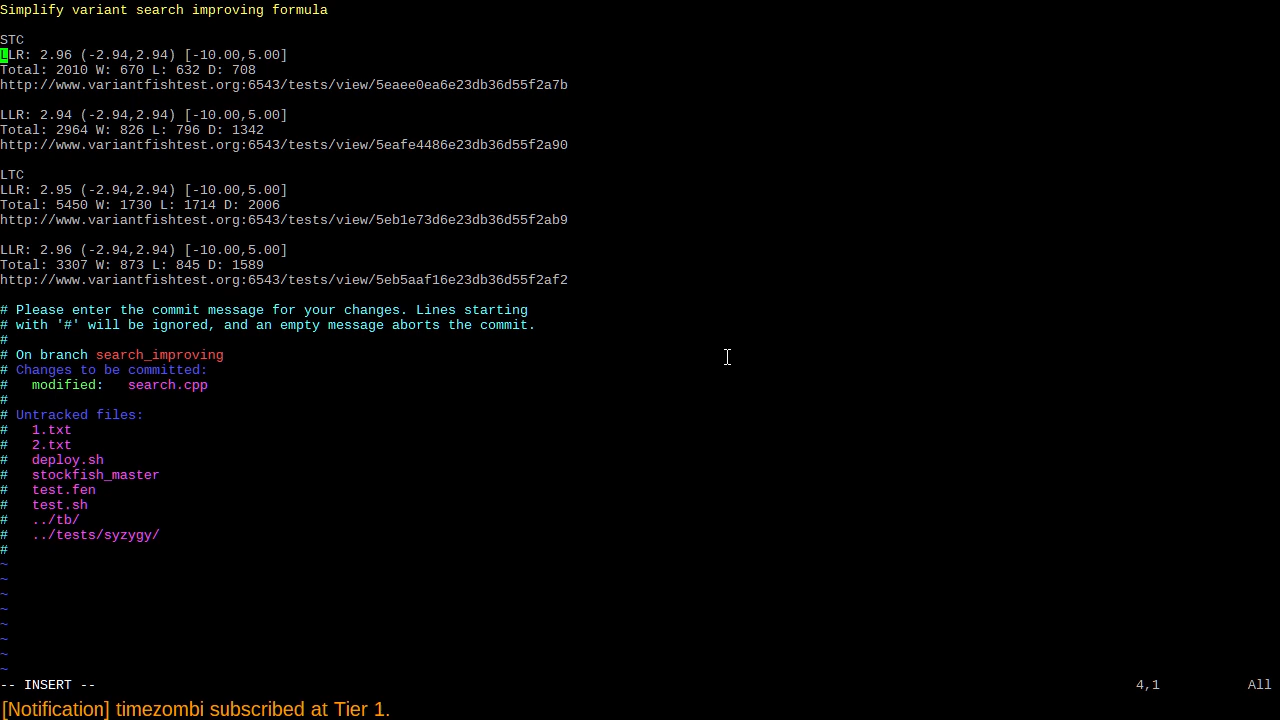 Simplify variant search improving formula
STC
LLR: 2.96 (-2.94,2.94) [-10.00,5.00]
Total: 2010 W: 670 L: 632 D: 708
http://www.variantfishtest.org:6543/tests/view/5eaee0ea6e23db36d55f2a7b
LLR: 2.94 (-2.94,2.94) [-10.00,5.00]
Total: 2964 W: 826 L: 796 D: 1342
http://www.variantfishtest.org:6543/tests/view/5eafe4486e23db36d55f2a90
LTC
LLR: 2.95 (-2.94,2.94) [-10.00,5.00]
Total: 5450 W: 1730 L: 1714 D: 2006
http://www.variantfishtest.org:6543/tests/view/5eb1e73d6e23db36d55f2ab9
LLR: 2.96 (-2.94,2.94) [-10.00,5.00]
Total: 3307 W: 873 L: 845 D: 1589
http://www.variantfishtest.org:6543/tests/view/5eb5aaf16e23db36d55f2af2
# Please enter the commit message for your changes. Lines starting
# with '#' will be ignored, and an empty message aborts the commit.
#
# On branch search_improving
# Changes to be committed:
#   modified:   search.cpp
#
# Untracked files:
#   1.txt
#   2.txt
#   deploy.sh
#   stockfish_master
#   test.fen
#   test.sh
#   ../tb/
#   ../tests/syzygy/
#
~
~
~
~
~
~
~
~
-- INSERT -- 4,1 All
[Notification] timezombi subscribed at Tier 1.